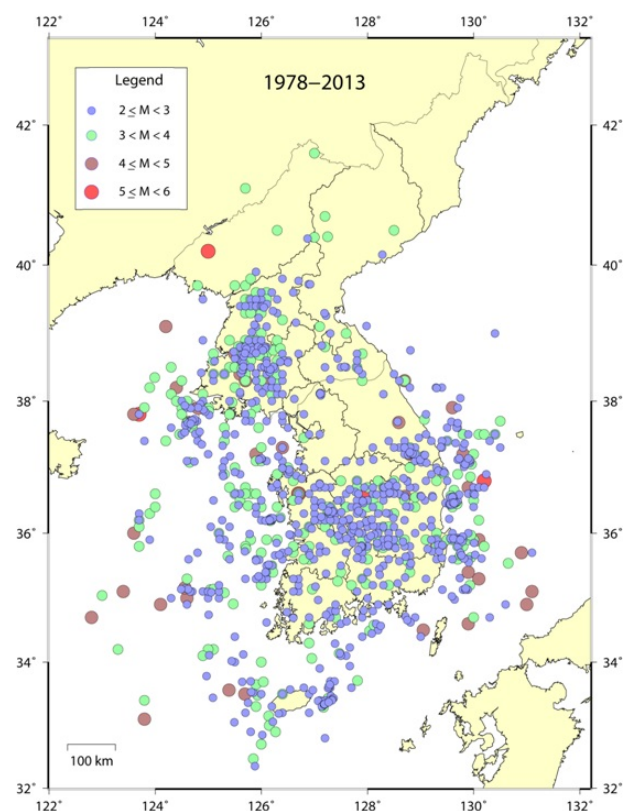 122˚ 124˚ 126˚ 128˚ 130˚ 132˚
Legend
2 ≤ M < 3
3 ≤ M < 4
4 ≤ M < 5
5 ≤ M < 6
1978–2013
42˚ 42˚
40˚ 40˚
38˚ 38˚
36˚ 36˚
34˚ 34˚
100 km
32˚ 32˚
122˚ 124˚ 126˚ 128˚ 130˚ 132˚